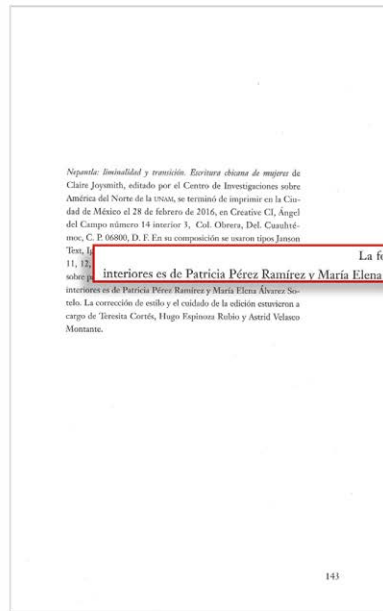 Nepantla: liminalidad y transición. Escritura chicana de mujeres de
Claire Joysmith, editado por el Centro de Investigaciones sobre
América del Norte de la UNAM, se terminó de imprimir en la Ciu-
dad de México el 28 de febrero de 2016, en Creative CI, Ángel
del Campo número 14 interior 3, Col. Obrera, Del. Cuauhté-
moc, C. P. 06800, D. F. En su composición se usaron tipos Janson
Text,
11, 12,
sobre
La
interiores es de Patricia Pérez Ramírez y María Elena
interiores es de Patricia Pérez Ramírez y María Elena Álvarez So-
telo. La corrección de estilo y el cuidado de la edición estuvieron a
cargo de Teresita Cortés, Hugo Espinoza Rubio y Astrid Velasco
Montante.
143